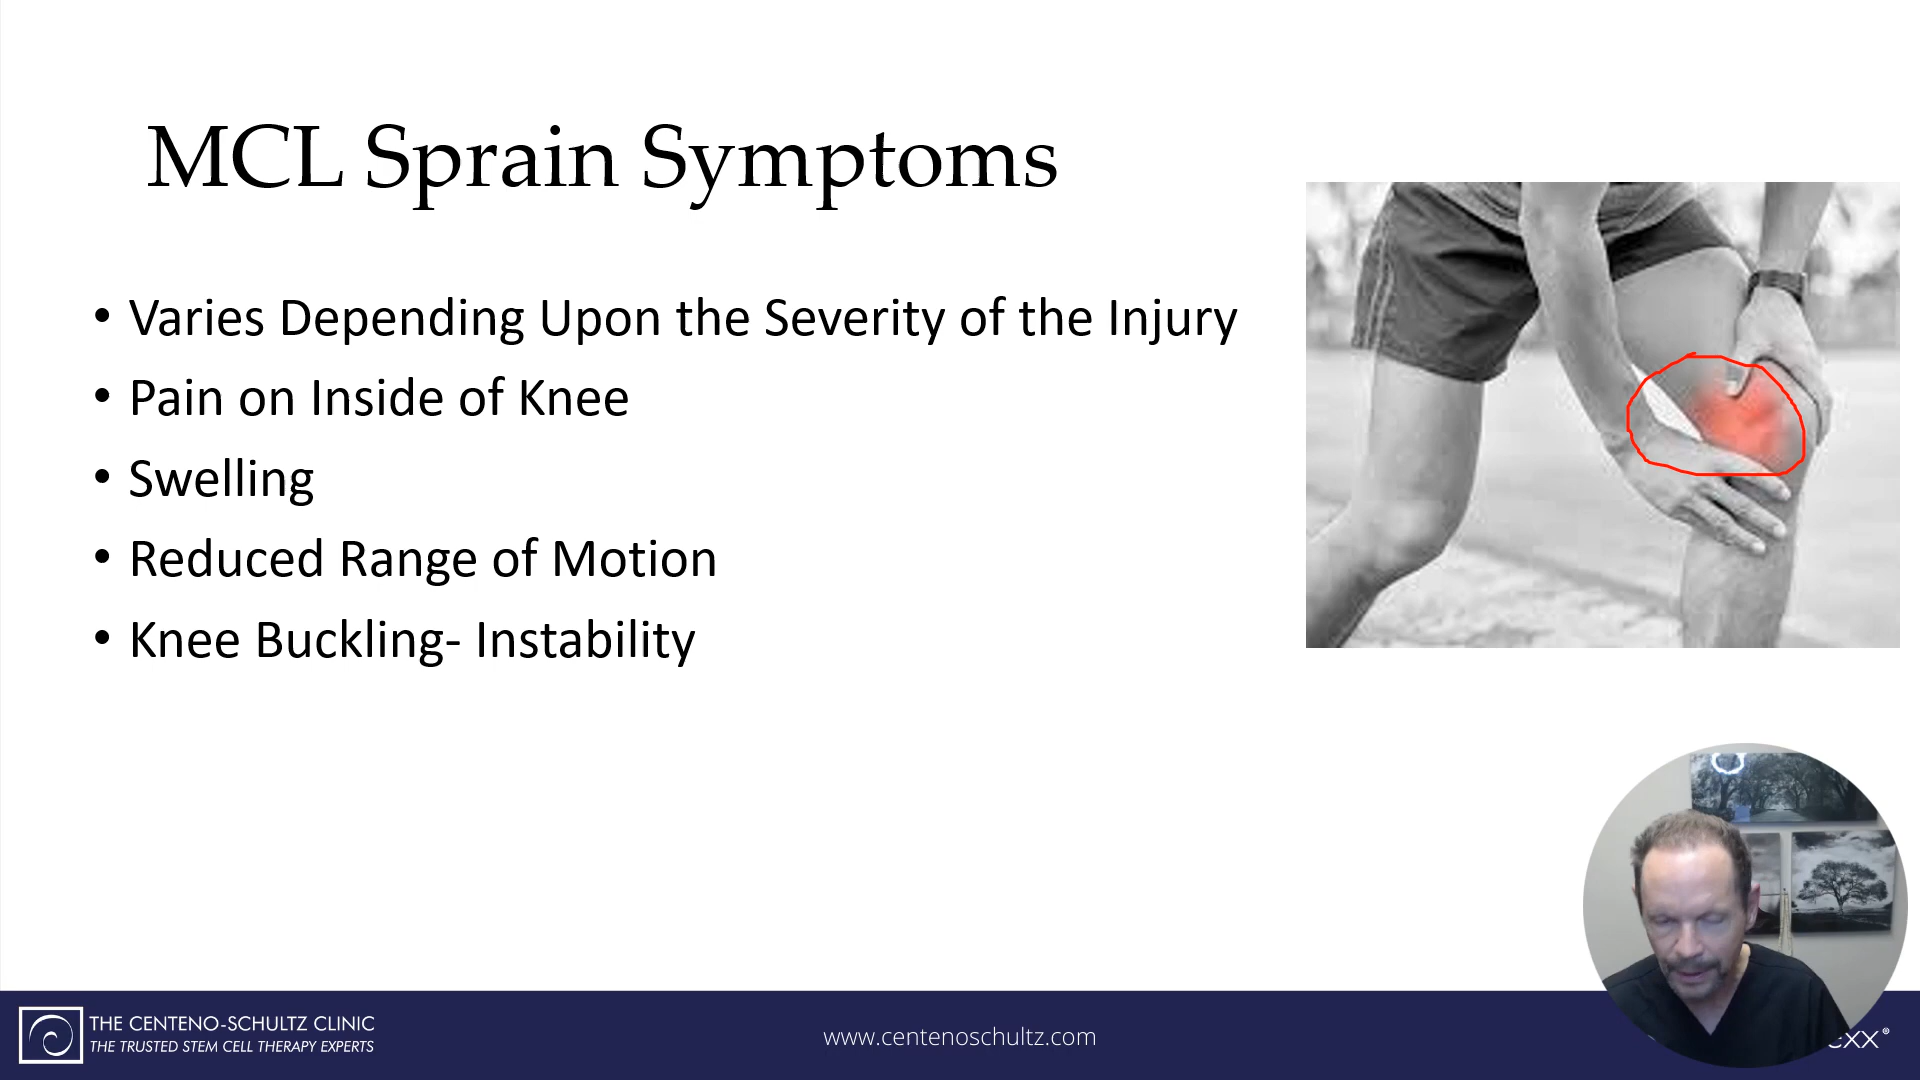 MCL Sprain Symptoms
• Varies Depending Upon the Severity of the Injury
• Pain on Inside of Knee
• Swelling
• Reduced Range of Motion
• Knee Buckling- Instability
THE CENTENO-SCHULTZ CLINIC
THE TRUSTED STEM CELL THERAPY EXPERTS
www.centenoschultz.com